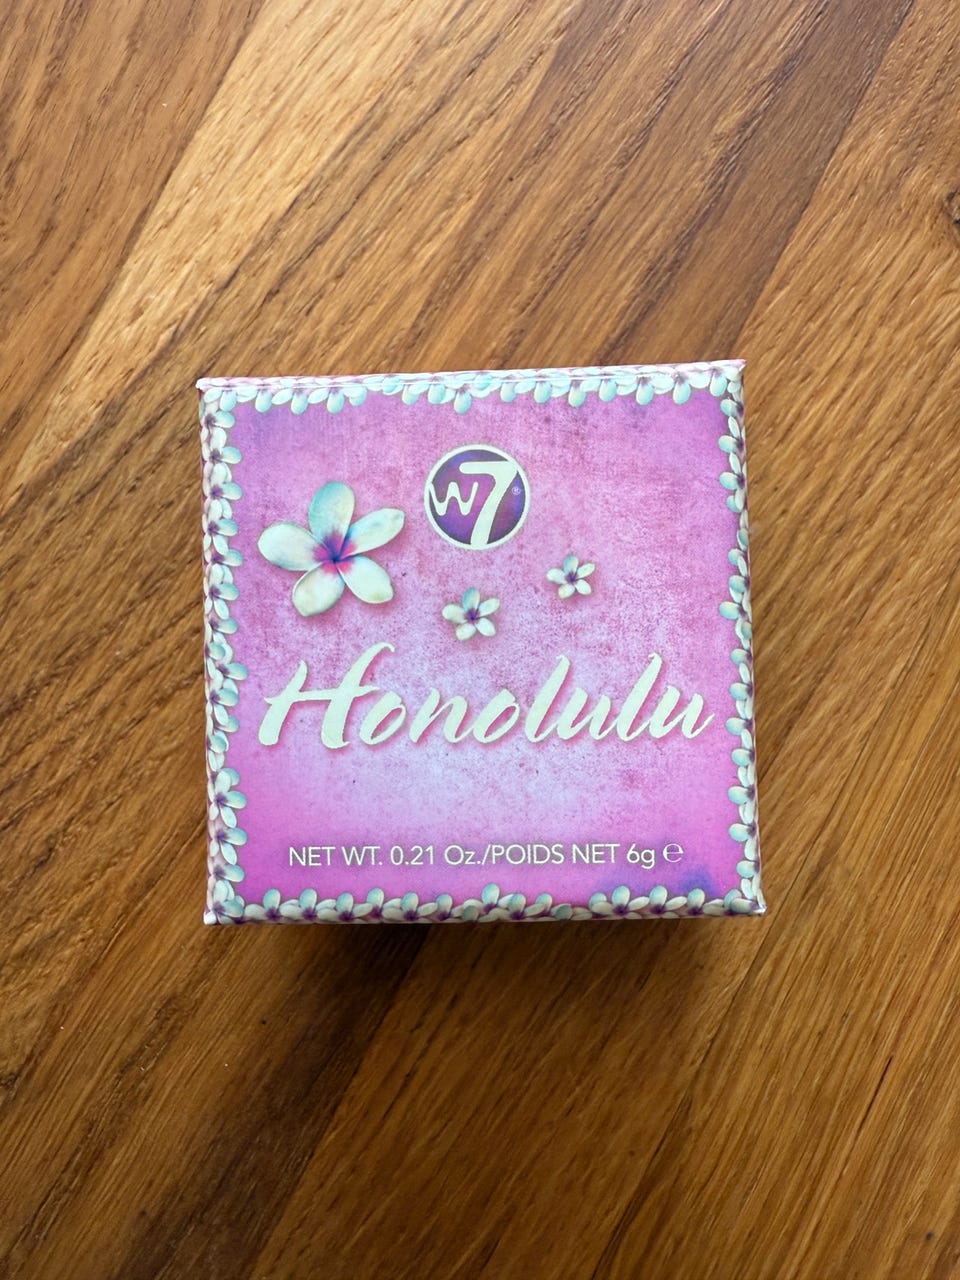 W7®
Honolulu
NET WT. 0.21 Oz./POIDS NET 6g ℮